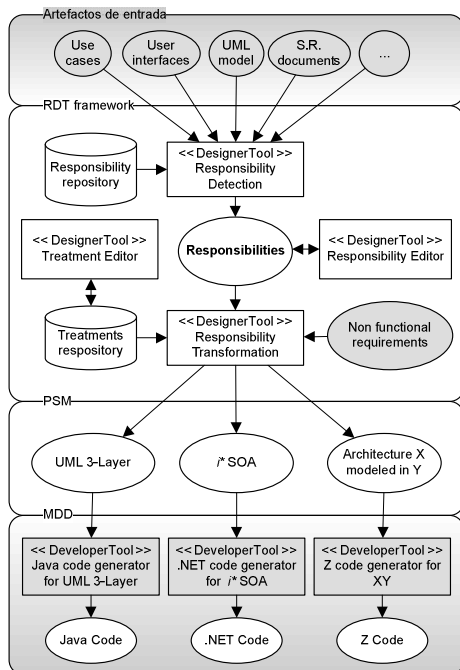 Artefactos de entrada
Use
cases
User
interfaces
UML
model
S.R.
documents
...
RDT framework
Responsibility
repository
<< DesignerTool >>
Responsibility
Detection
<< DesignerTool >>
Treatment Editor
Responsibilities
<< DesignerTool >>
Responsibility Editor
Treatments
respository
<< DesignerTool >>
Responsibility
Transformation
Non functional
requirements
PSM
UML 3-Layer
i* SOA
Architecture X
modeled in Y
MDD
<< DeveloperTool >>
Java code generator
for UML 3-Layer
<< DeveloperTool >>
.NET code generator
for i* SOA
<< DeveloperTool >>
Z code generator for
XY
Java Code
.NET Code
Z Code